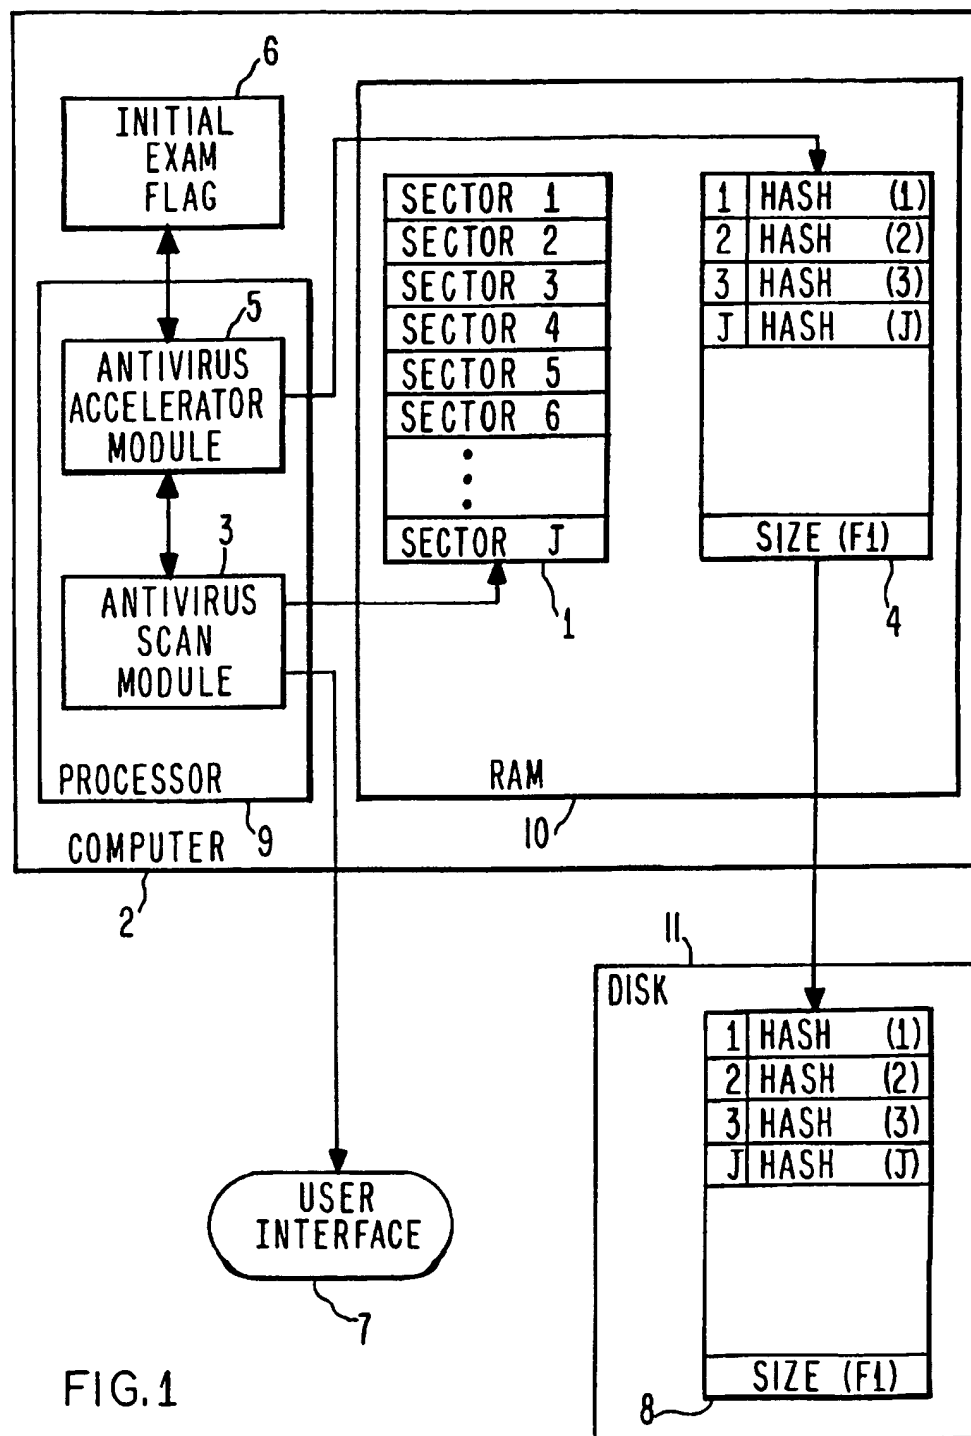 6
INITIAL
EXAM
FLAG
5
ANTIVIRUS
ACCELERATOR
MODULE
3
ANTIVIRUS
SCAN
MODULE
PROCESSOR
9
COMPUTER
2
SECTOR 1
SECTOR 2
SECTOR 3
SECTOR 4
SECTOR 5
SECTOR 6
SECTOR J
1
1 HASH (1)
2 HASH (2)
3 HASH (3)
J HASH (J)
SIZE (F1)
4
RAM
10
11
DISK
1 HASH (1)
2 HASH (2)
3 HASH (3)
J HASH (J)
SIZE (F1)
8
USER
INTERFACE
7
FIG.1